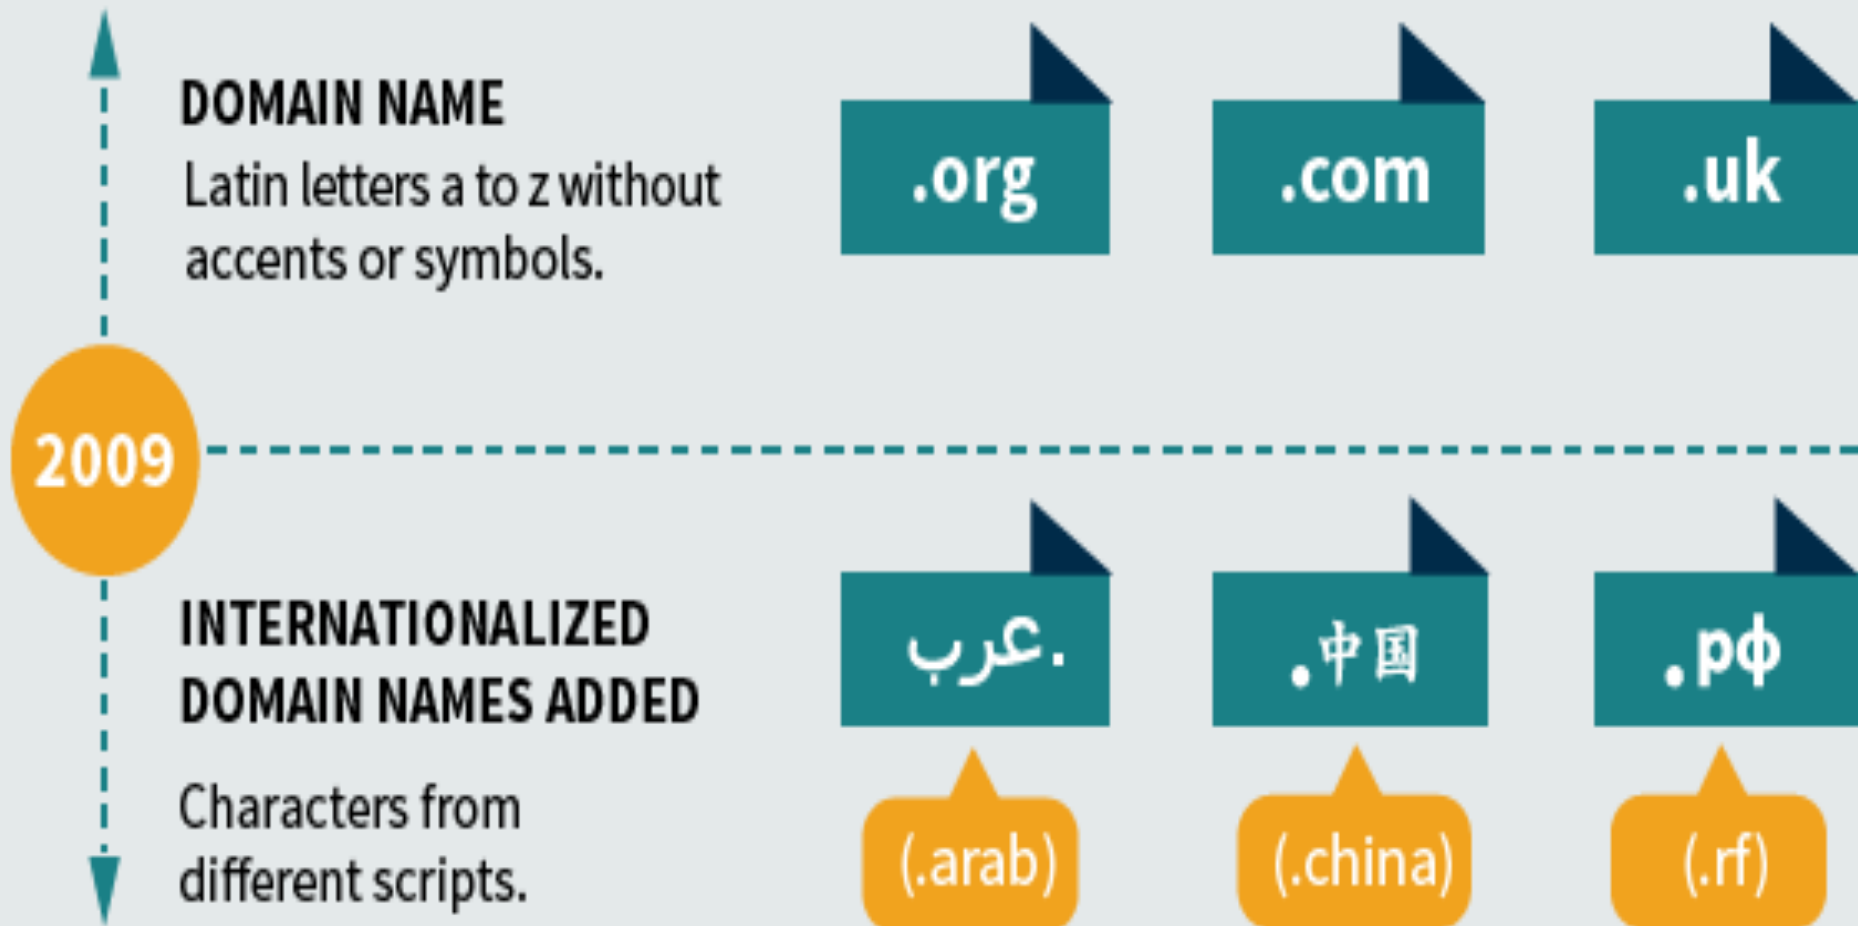 DOMAIN NAME
Latin letters a to z without
accents or symbols.
.org
.com
.uk
2009
INTERNATIONALIZED
DOMAIN NAMES ADDED
Characters from
different scripts.
.عرب
.中国
.рф
(.arab)
(.china)
(.rf)